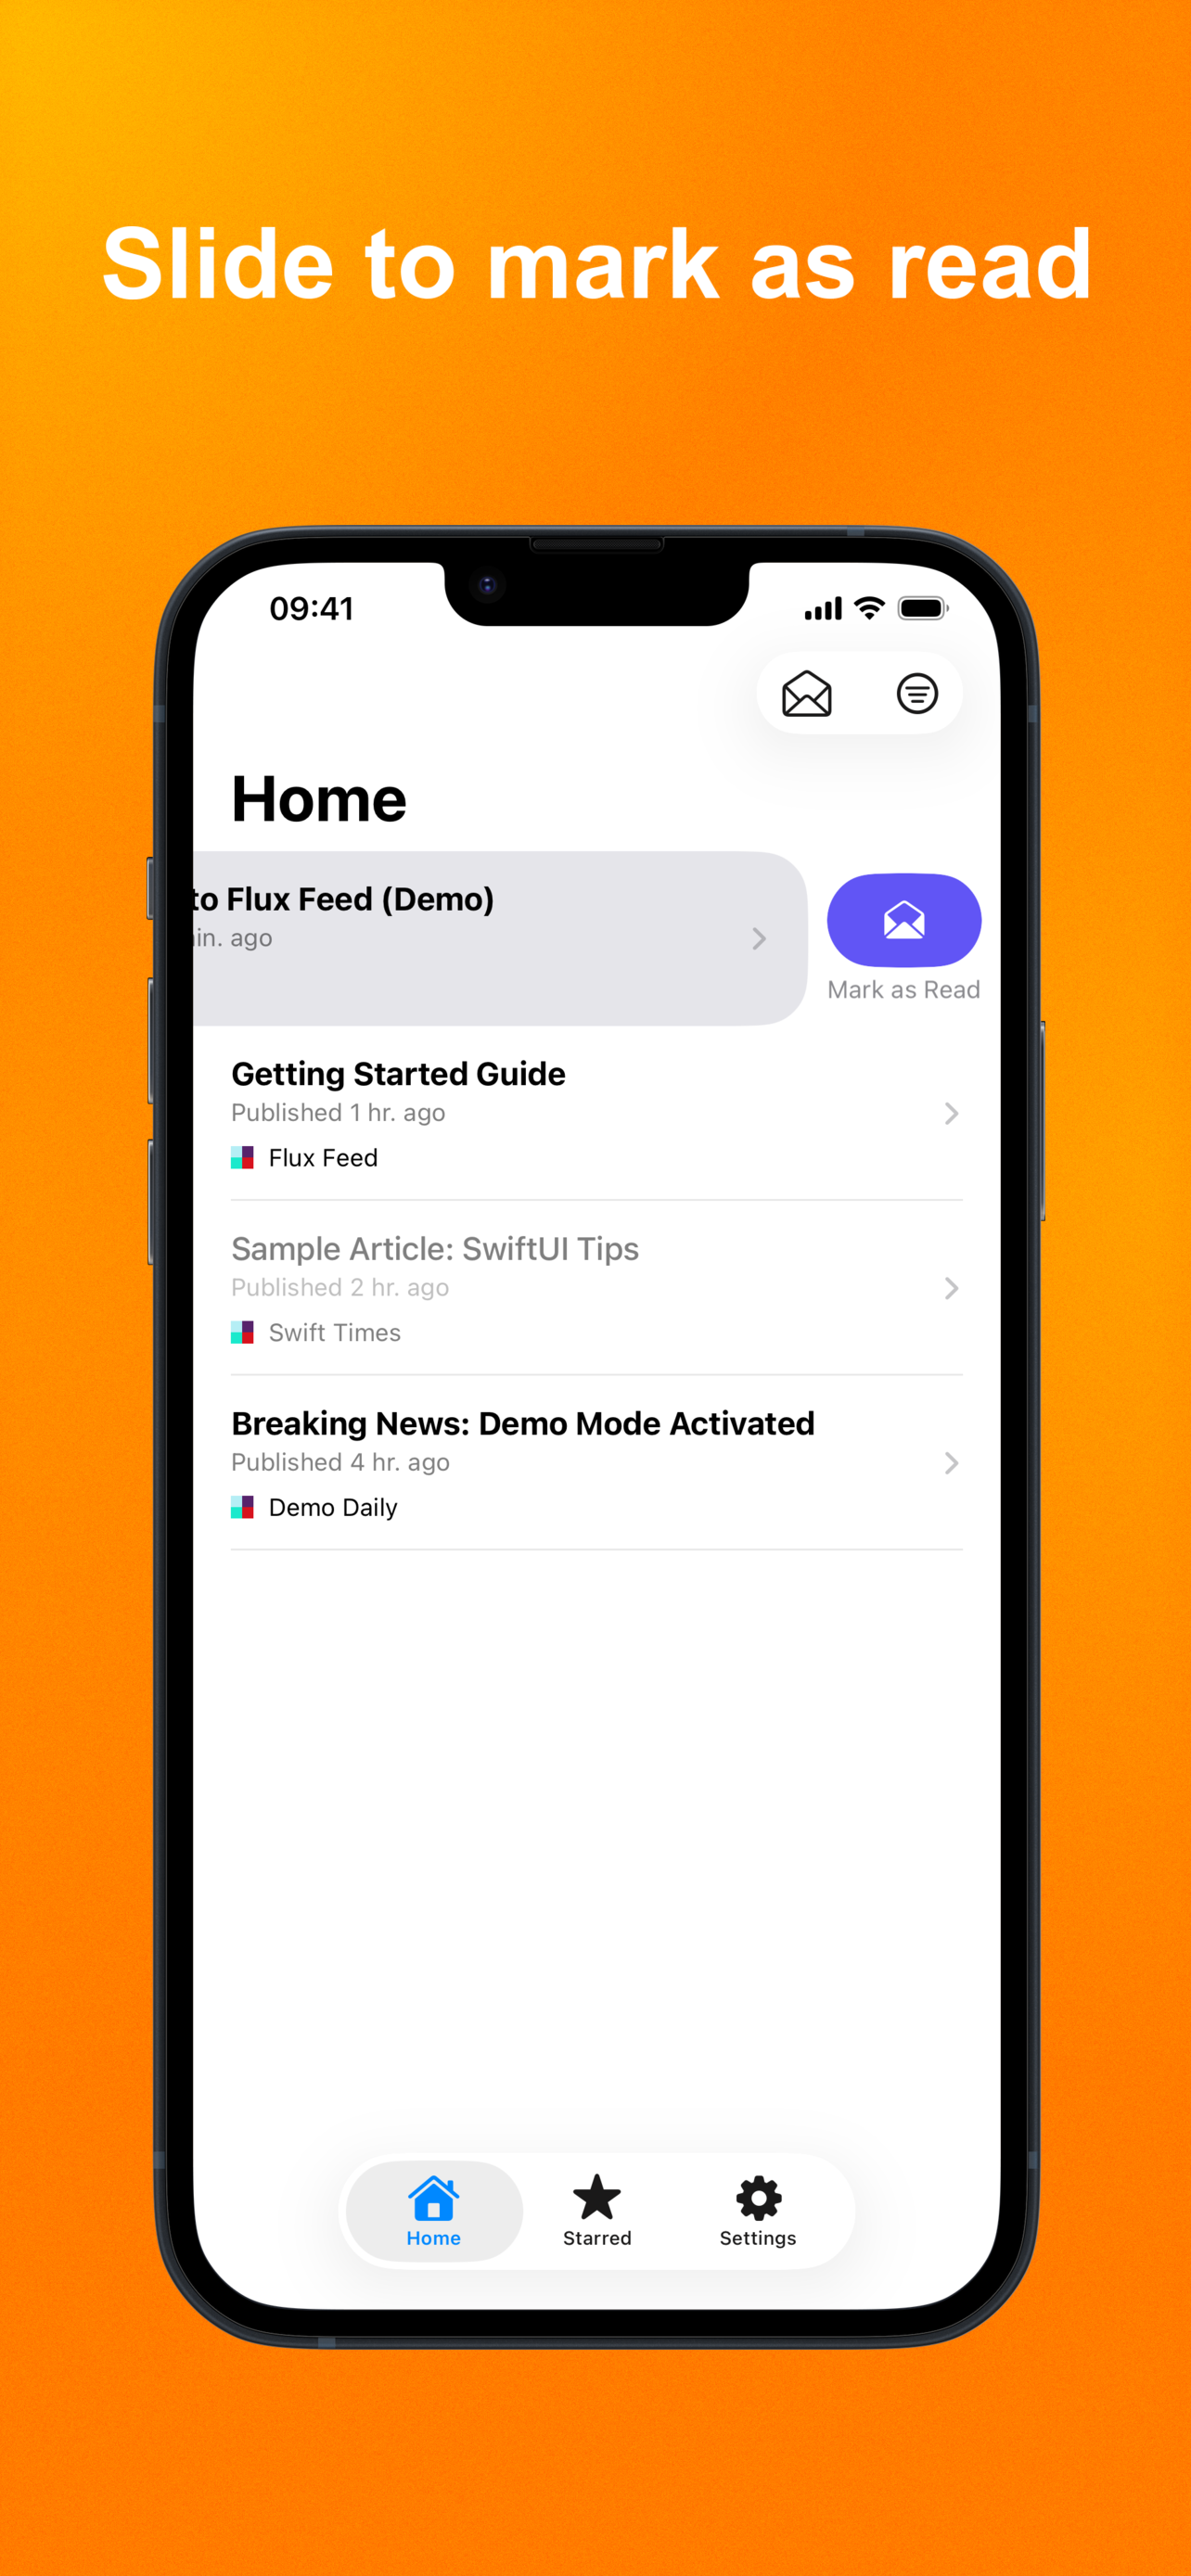 Slide to mark as read
09:41
Home
to Flux Feed (Demo)
in. ago
Mark as Read
Getting Started Guide
Published 1 hr. ago
Flux Feed
Sample Article: SwiftUI Tips
Published 2 hr. ago
Swift Times
Breaking News: Demo Mode Activated
Published 4 hr. ago
Demo Daily
Home
Starred
Settings